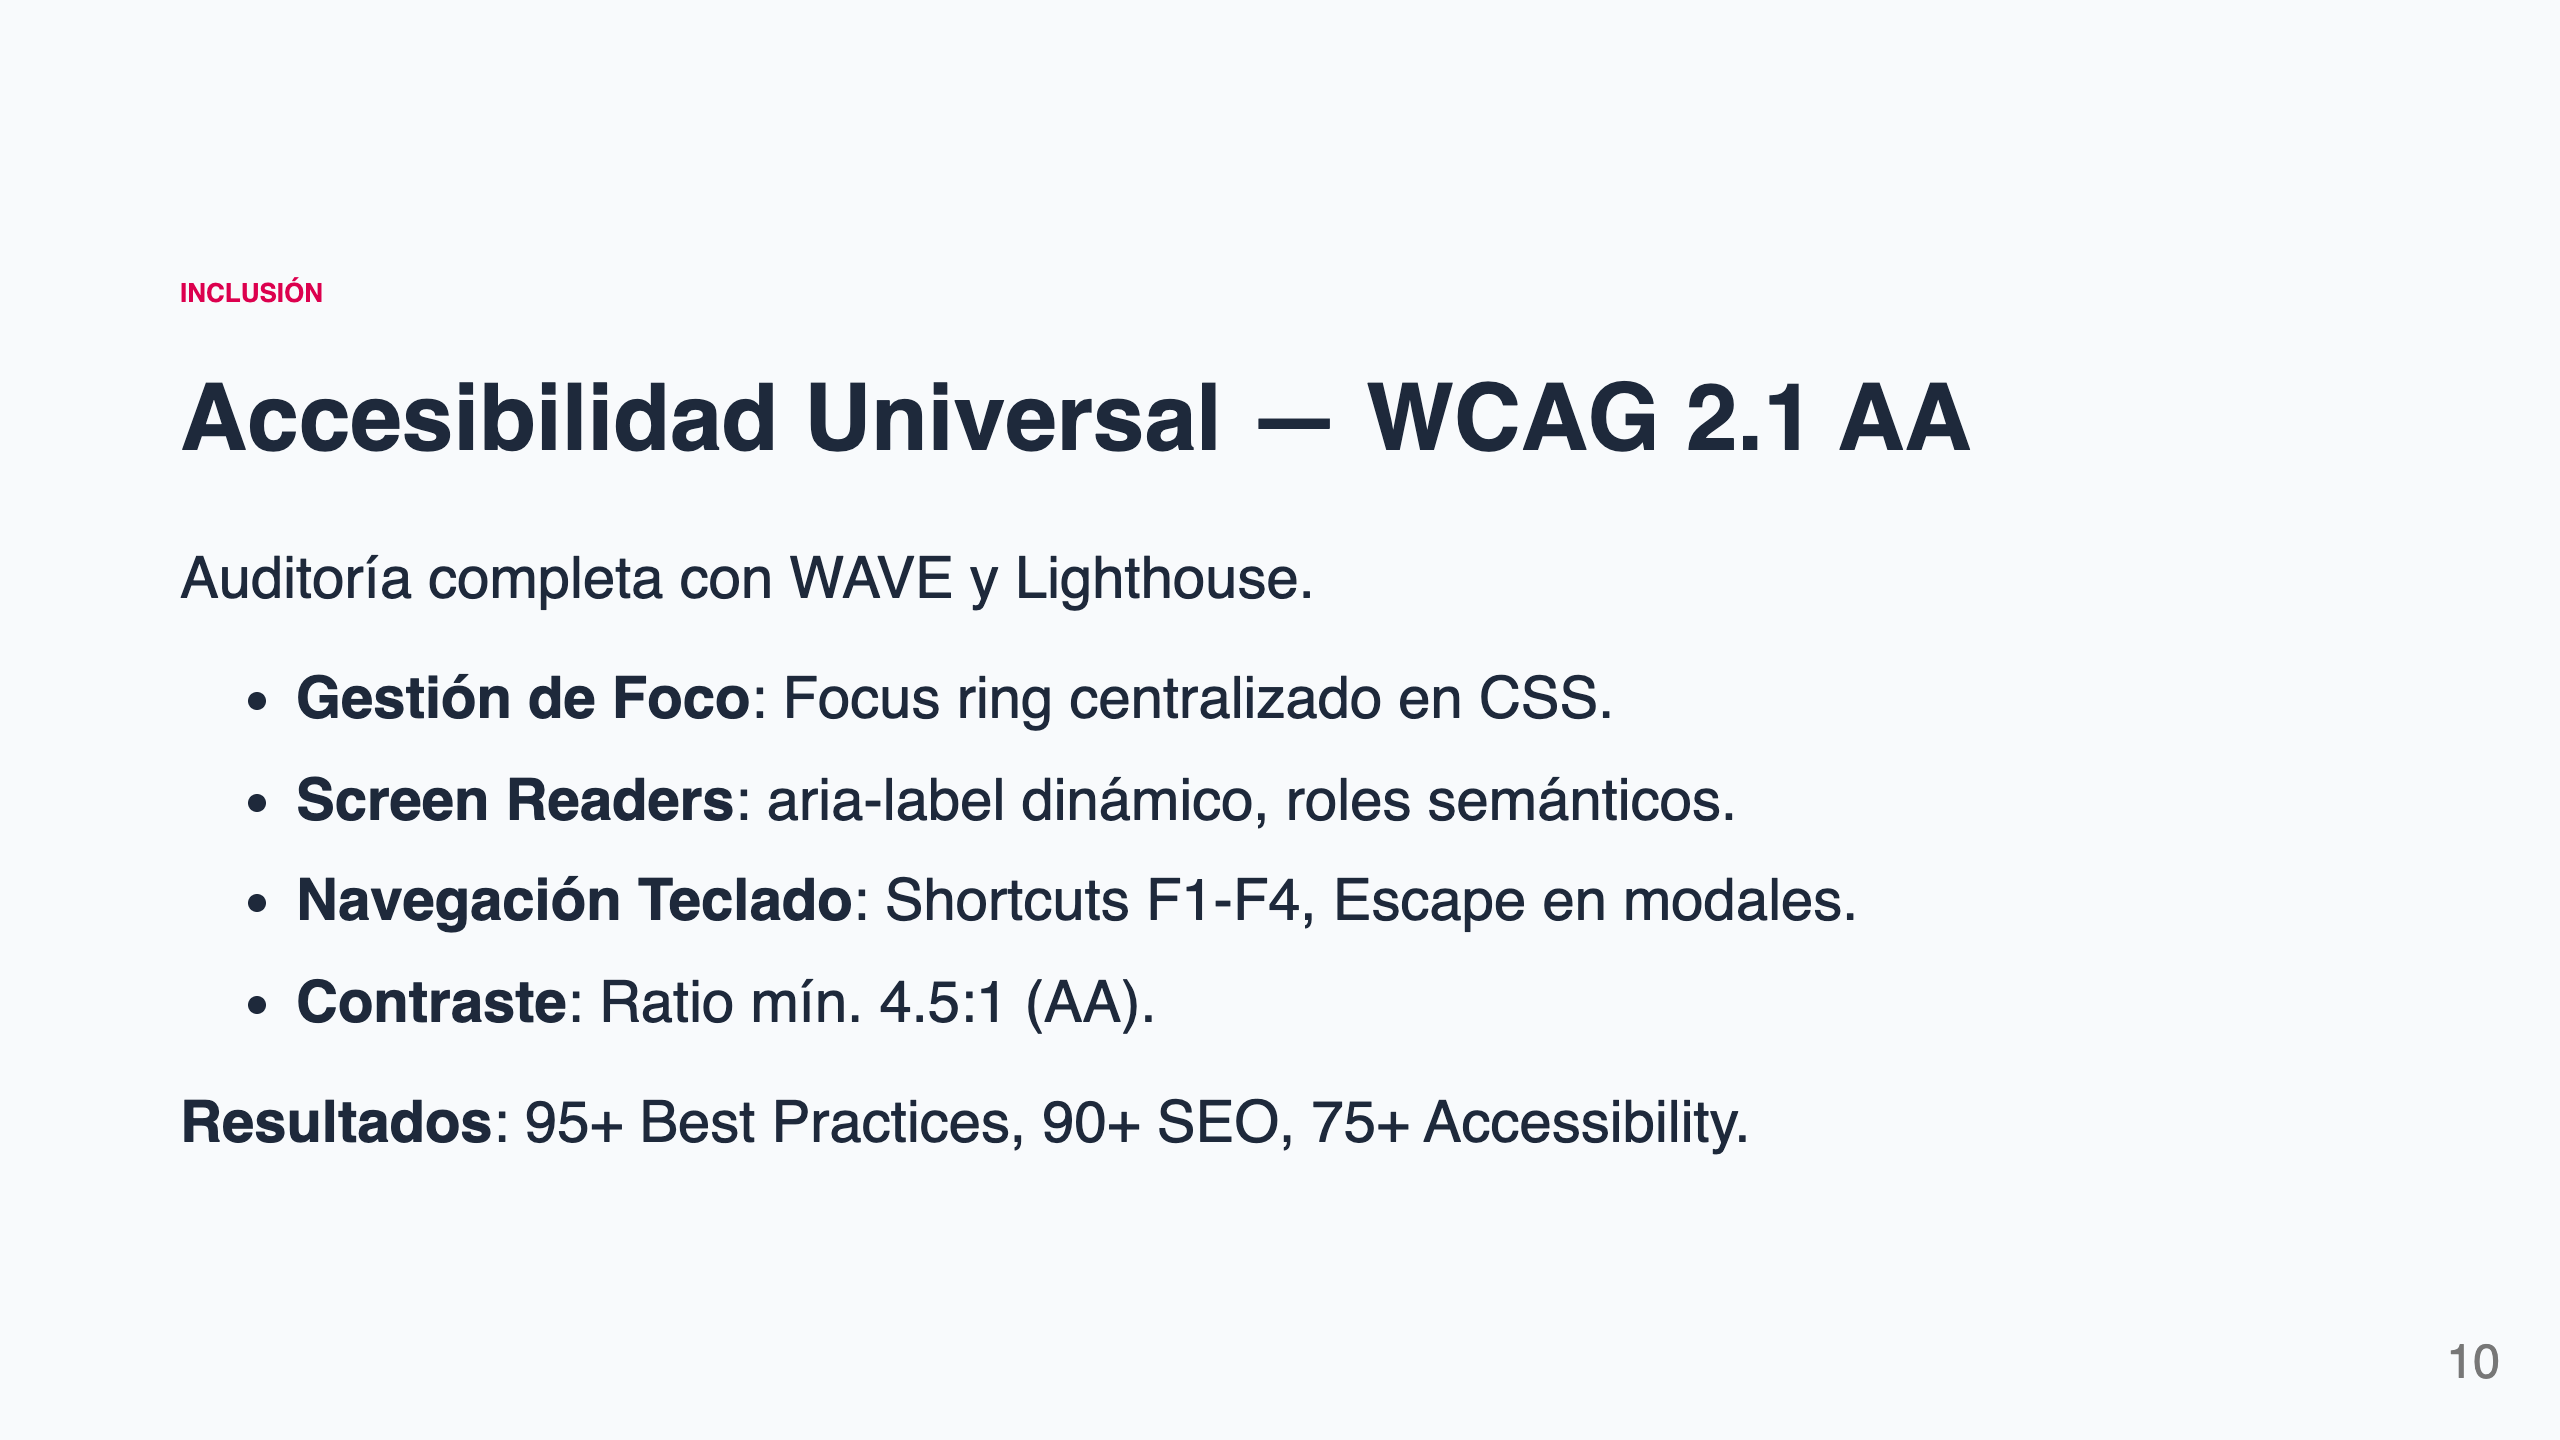 INCLUSIÓN
Accesibilidad Universal — WCAG 2.1 AA
Auditoría completa con WAVE y Lighthouse.
• Gestión de Foco: Focus ring centralizado en CSS.
• Screen Readers: aria-label dinámico, roles semánticos.
• Navegación Teclado: Shortcuts F1-F4, Escape en modales.
• Contraste: Ratio mín. 4.5:1 (AA).
Resultados: 95+ Best Practices, 90+ SEO, 75+ Accessibility.
10